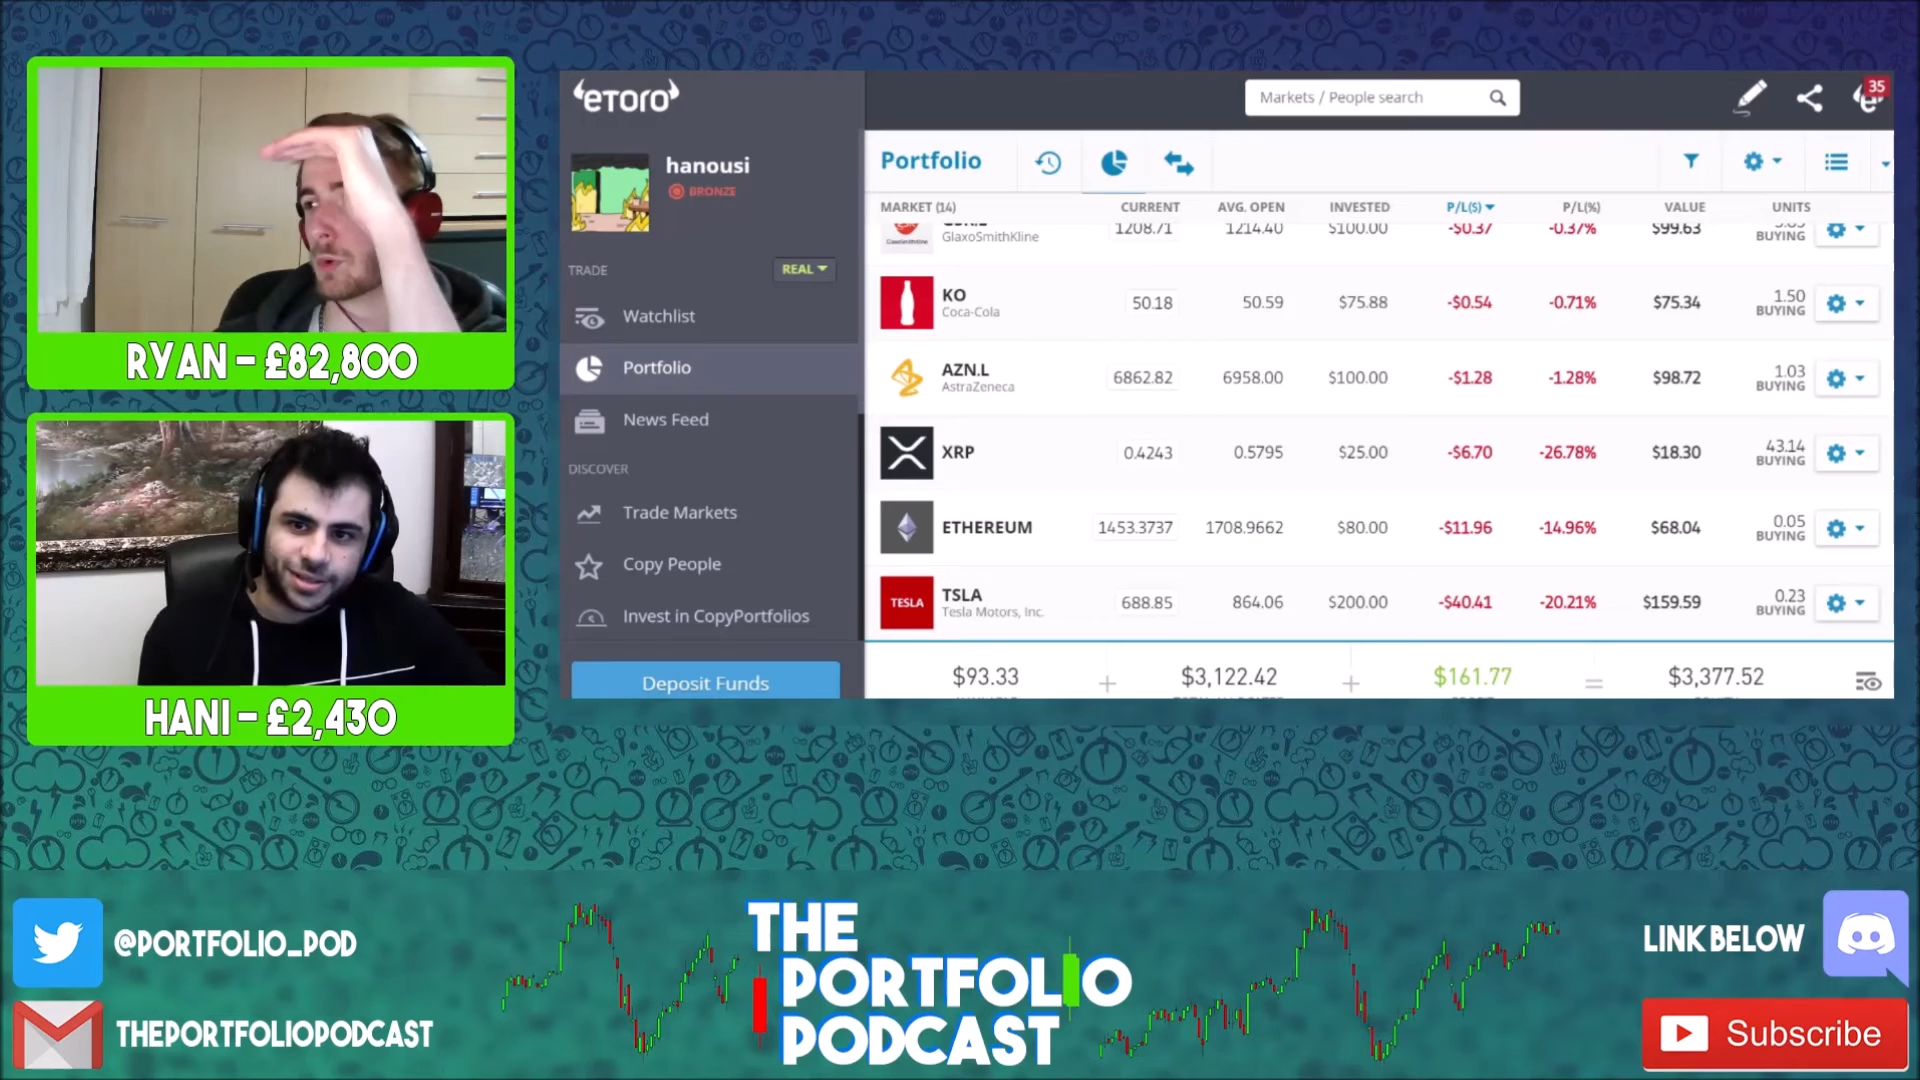 RYAN - £82,800
HANI - £2,430
eToro
hanousi
BRONZE
TRADE
REAL
Watchlist
Portfolio
News Feed
DISCOVER
Trade Markets
Copy People
Invest in CopyPortfolios
Deposit Funds
Markets / People search
35
Portfolio
MARKET (14) CURRENT AVG. OPEN INVESTED P/L($) P/L(%) VALUE UNITS
1208.71 1214.40 $100.00 -$0.37 -0.37% $99.63
GlaxoSmithKline BUYING
KO 50.18 50.59 $75.88 -$0.54 -0.71% $75.34 1.50
Coca-Cola BUYING
AZN.L 6862.82 6958.00 $100.00 -$1.28 -1.28% $98.72 1.03
AstraZeneca BUYING
XRP 0.4243 0.5795 $25.00 -$6.70 -26.78% $18.30 43.14
BUYING
ETHEREUM 1453.3737 1708.9662 $80.00 -$11.96 -14.96% $68.04 0.05
BUYING
TESLA TSLA 688.85 864.06 $200.00 -$40.41 -20.21% $159.59 0.23
Tesla Motors, Inc. BUYING
$93.33 + $3,122.42 + $161.77 = $3,377.52
@PORTFOLIO_POD
THEPORTFOLIOPODCAST
THE
PORTFOLIO
PODCAST
LINK BELOW
Subscribe